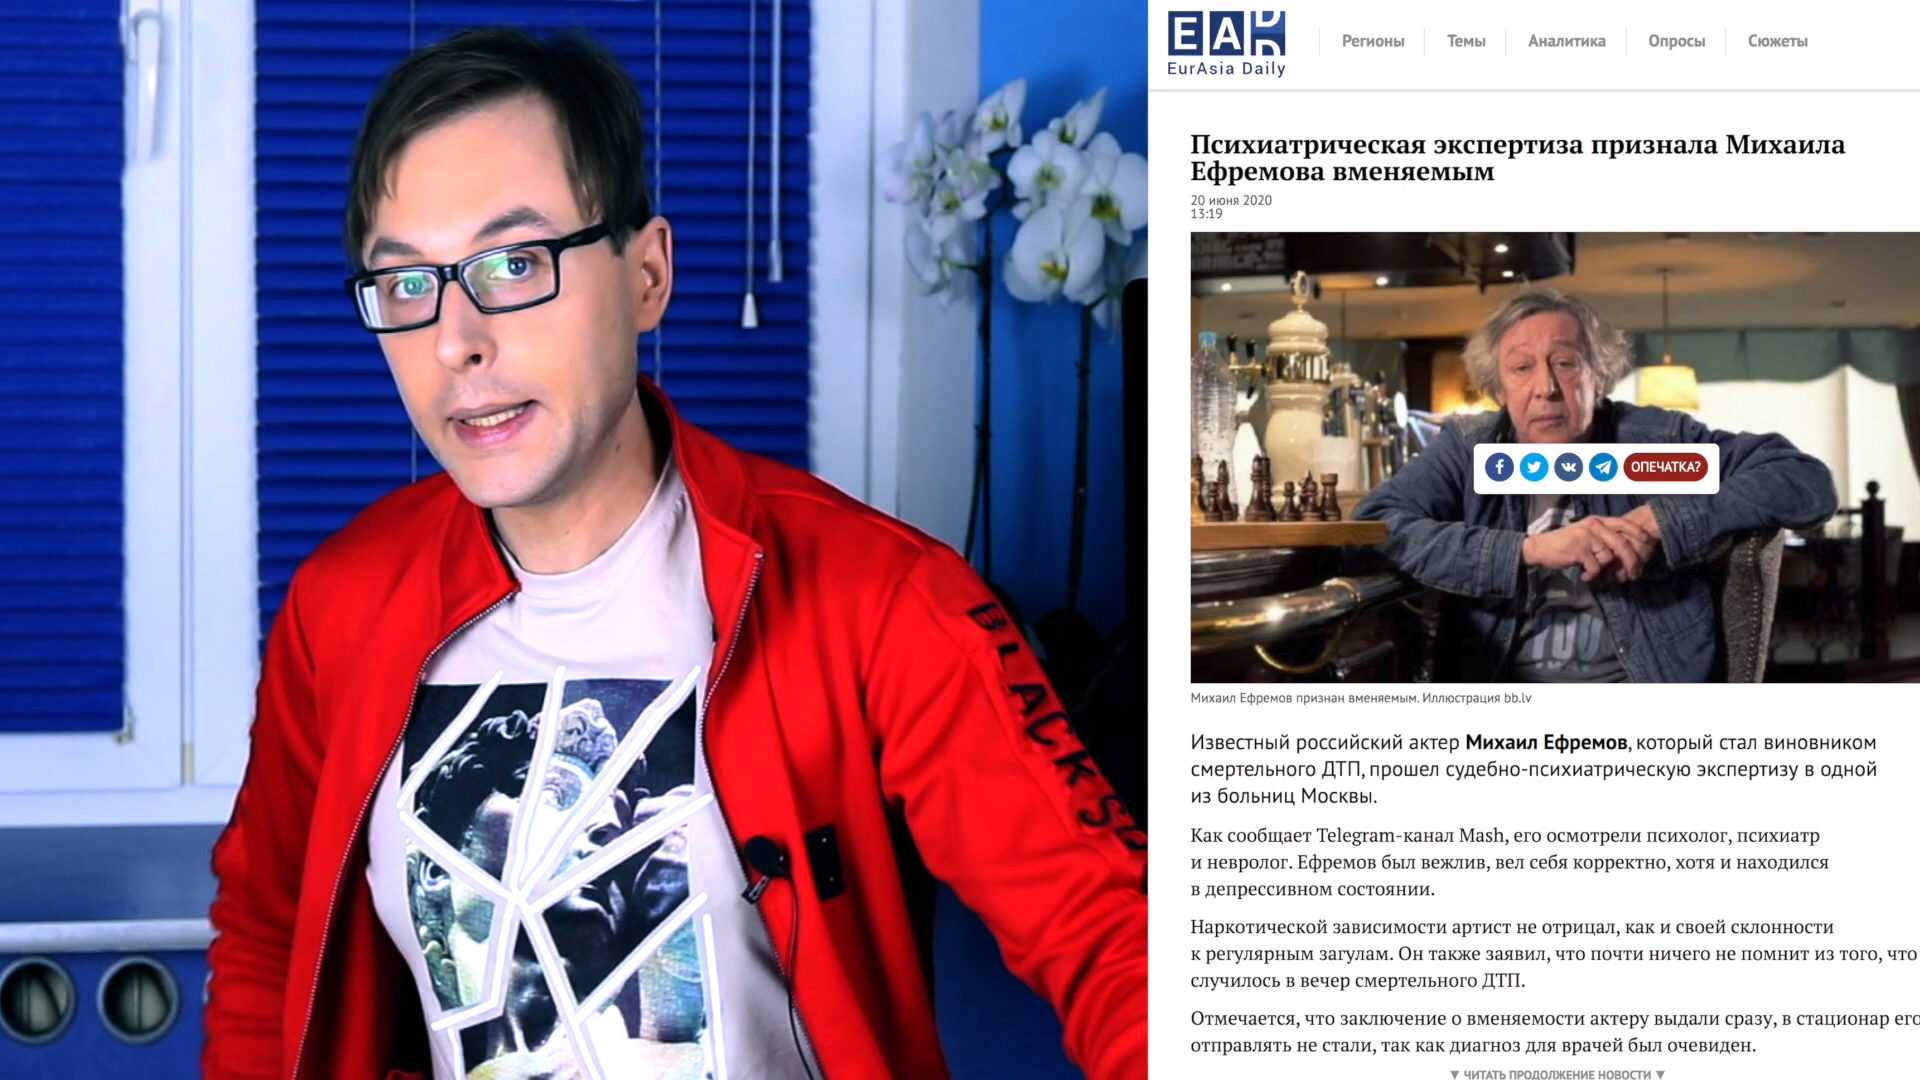 BLACKS
EAD
EurAsia Daily
Регионы
Темы
Аналитика
Опросы
Сюжеты
Психиатрическая экспертиза признала Михаила
Ефремова вменяемым
20 июня 2020
13:19
ОПЕЧАТКА?
Михаил Ефремов признан вменяемым. Иллюстрация bb.lv
Известный российский актер Михаил Ефремов, который стал виновником
смертельного ДТП, прошел судебно-психиатрическую экспертизу в одной
из больниц Москвы.
Как сообщает Telegram-канал Mash, его осмотрели психолог, психиатр
и невролог. Ефремов был вежлив, вел себя корректно, хотя и находился
в депрессивном состоянии.
Наркотической зависимости артист не отрицал, как и своей склонности
к регулярным загулам. Он также заявил, что почти ничего не помнит из того, что
случилось в вечер смертельного ДТП.
Отмечается, что заключение о вменяемости актеру выдали сразу, в стационар его
отправлять не стали, так как диагноз для врачей был очевиден.
▼ ЧИТАТЬ ПРОДОЛЖЕНИЕ НОВОСТИ ▼